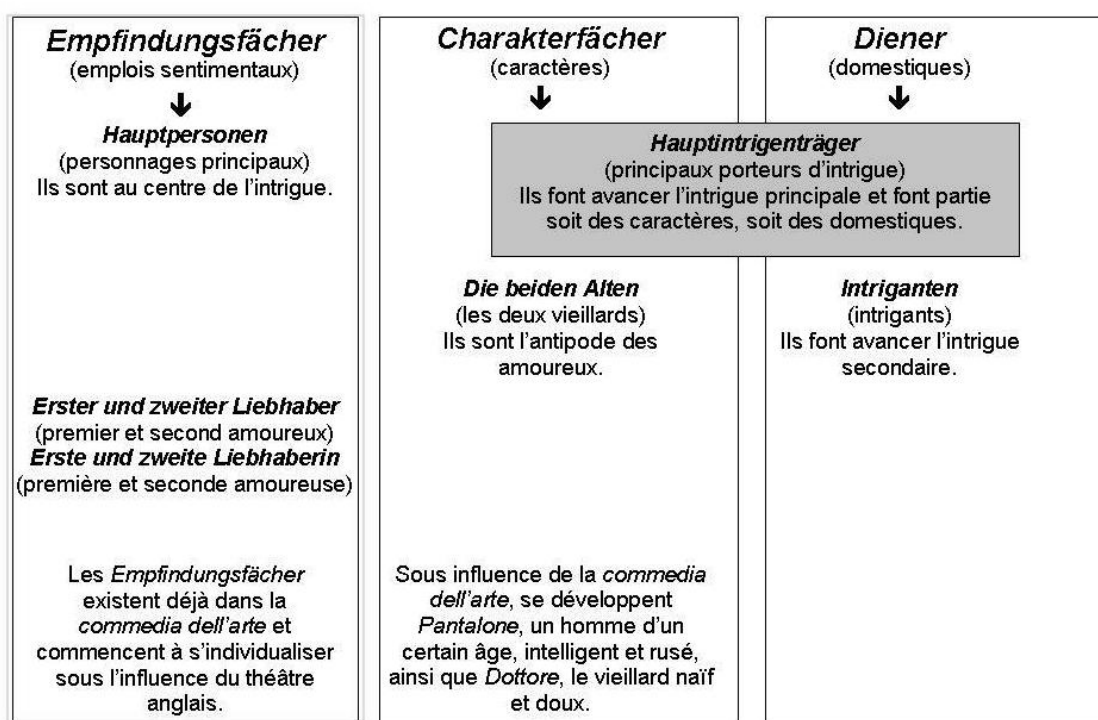 Empfindungsfächer
(emplois sentimentaux)
Hauptpersonen
(personnages principaux)
Ils sont au centre de l'intrigue.
Erster und zweiter Liebhaber
(premier et second amoureux)
Erste und zweite Liebhaberin
(première et seconde amoureuse)
Les Empfindungsfächer
existent déjà dans la
commedia dell'arte et
commencent à s'individualiser
sous l'influence du théâtre
anglais.
Charakterfächer
(caractères)
Diener
(domestiques)
Hauptintrigenträger
(principaux porteurs d'intrigue)
Ils font avancer l'intrigue principale et font partie
soit des caractères, soit des domestiques.
Die beiden Alten
(les deux vieillards)
Ils sont l'antipode des
amoureux.
Sous influence de la commedia
dell'arte, se développent
Pantalone, un homme d'un
certain âge, intelligent et rusé,
ainsi que Dottore, le vieillard naïf
et doux.
Intriganten
(intrigants)
Ils font avancer l'intrigue
secondaire.